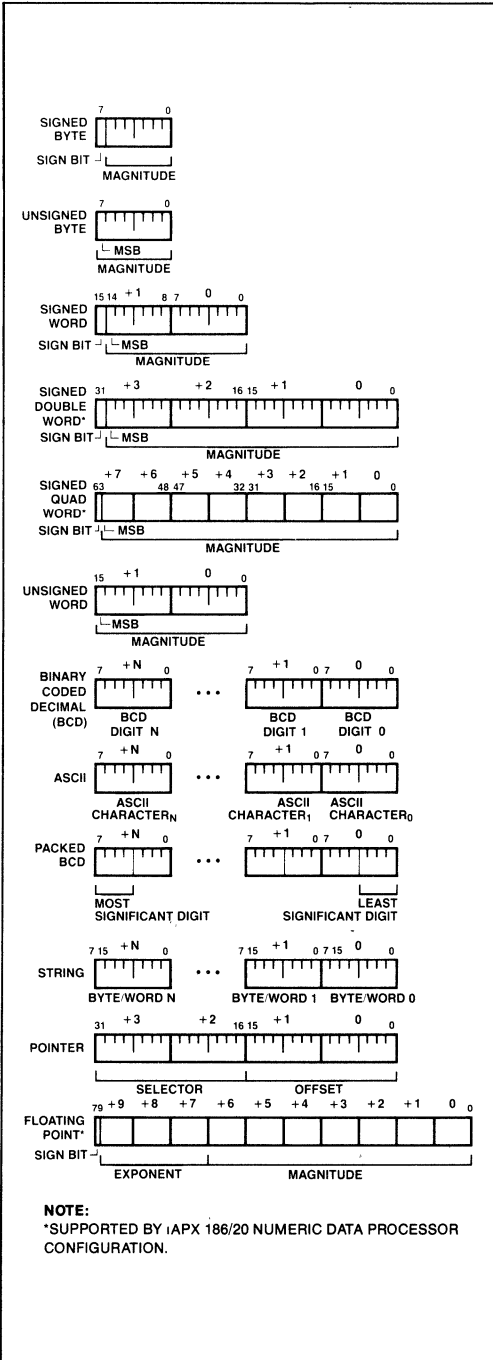 7 0
SIGNED
BYTE
SIGN BIT
MAGNITUDE
7 0
UNSIGNED
BYTE
MSB
MAGNITUDE
15 14 +1 8 7 0 0
SIGNED
WORD
SIGN BIT MSB
MAGNITUDE
31 +3 +2 16 15 +1 0 0
SIGNED
DOUBLE
WORD*
SIGN BIT MSB
MAGNITUDE
+7 +6 +5 +4 +3 +2 +1 0
63 48 47 32 31 16 15 0
SIGNED
QUAD
WORD*
SIGN BIT MSB
MAGNITUDE
15 +1 0 0
UNSIGNED
WORD
MSB
MAGNITUDE
7 +N 0 7 +1 0 7 0 0
BINARY
CODED
DECIMAL
(BCD)
...
BCD BCD BCD
DIGIT N DIGIT 1 DIGIT 0
7 +N 0 7 +1 0 7 0 0
ASCII ...
ASCII ASCII ASCII
CHARACTERN CHARACTER1 CHARACTER0
7 +N 0 7 +1 0 7 0 0
PACKED
BCD
...
MOST LEAST
SIGNIFICANT DIGIT SIGNIFICANT DIGIT
7 15 +N 0 7 15 +1 0 7 15 0 0
STRING ...
BYTE/WORD N BYTE/WORD 1 BYTE/WORD 0
31 +3 +2 16 15 +1 0 0
POINTER
SELECTOR OFFSET
79 +9 +8 +7 +6 +5 +4 +3 +2 +1 0 0
FLOATING
POINT*
SIGN BIT
EXPONENT MAGNITUDE
NOTE:
*SUPPORTED BY iAPX 186/20 NUMERIC DATA PROCESSOR
CONFIGURATION.